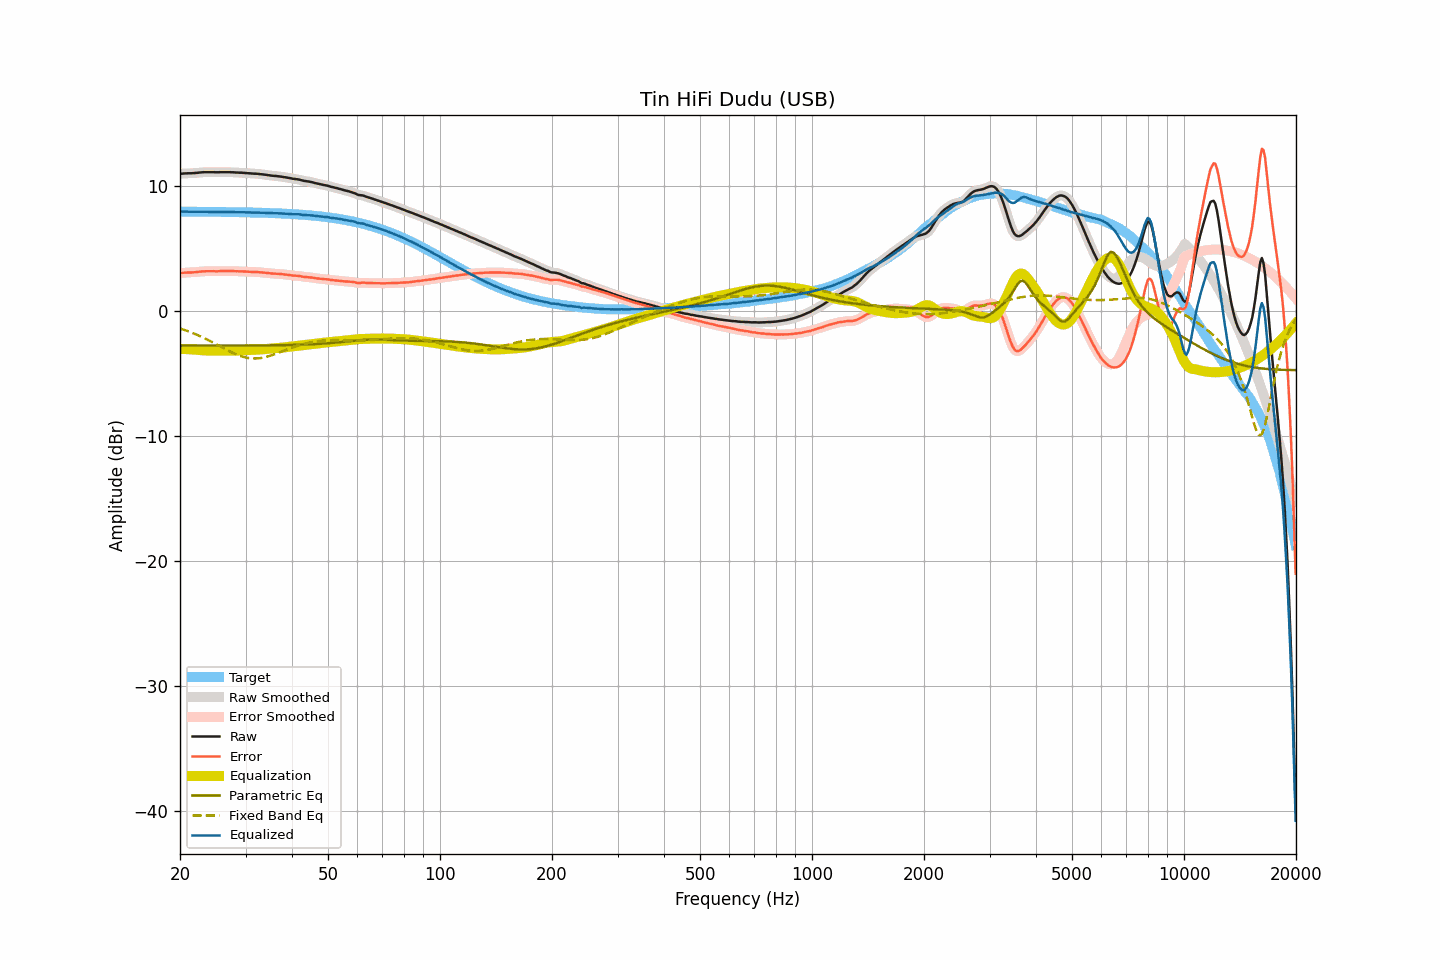 Tin HiFi Dudu (USB)
10
0
−10
−20
−30
−40
Amplitude (dBr)
Target
Raw Smoothed
Error Smoothed
Raw
Error
Equalization
Parametric Eq
Fixed Band Eq
Equalized
20 50 100 200 500 1000 2000 5000 10000 20000
Frequency (Hz)